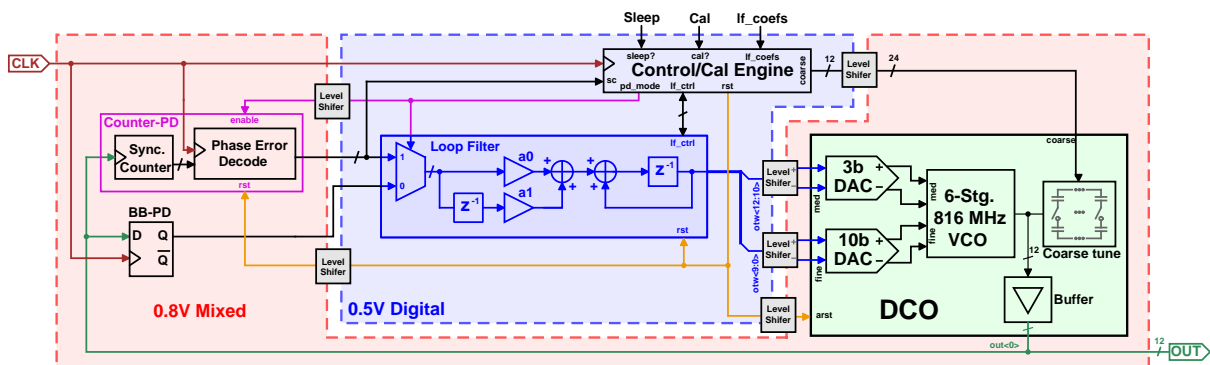 Sleep
Cal
lf_coefs
CLK
sleep?
cal?
lf_coefs
Control/Cal Engine
sc
pd_mode
lf_ctrl
rst
coarse
12
Level
Shifer
24
Level
Shifer
enable
Counter-PD
Sync.
Counter
Phase Error
Decode
rst
Loop Filter
lf_ctrl
1
0
a0
a1
z-1
z-1
+
+
+
+
rst
BB-PD
D
Q
Q
Level
Shifer
otw<12:10>
otw<9:0>
Level
Shifer
+
−
Level
Shifer
+
−
Level
Shifer
med
3b
DAC
+
−
fine
10b
DAC
+
−
med
fine
6-Stg.
816 MHz
VCO
coarse
Coarse tune
12
Buffer
DCO
arst
out<0>
0.8V Mixed
0.5V Digital
12
OUT